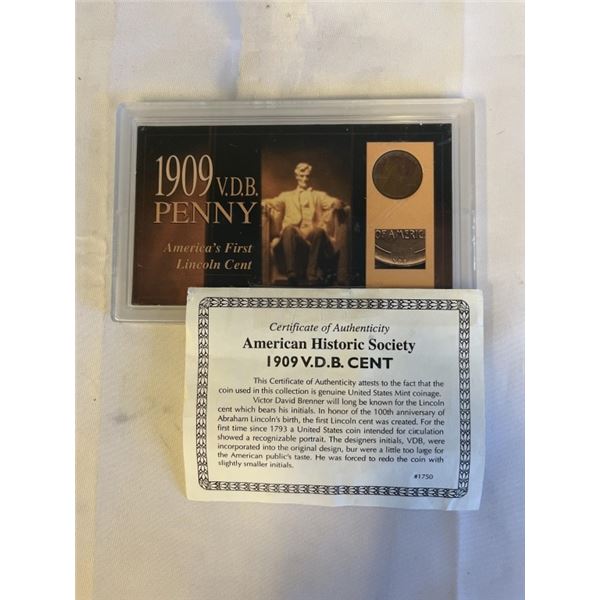 1909 V.D.B.
PENNY
America's First
Lincoln Cent
OF AMERIC
Certificate of Authenticity
American Historic Society
1909 V.D.B. CENT
This Certificate of Authenticity attests to the fact that the
coin used in this collection is genuine United States Mint coinage.
Victor David Brenner will long be known for the Lincoln
cent which bears his initials. In honor of the 100th anniversary of
Abraham Lincoln's birth, the first Lincoln cent was created. For the
first time since 1793 a United States coin intended for circulation
showed a recognizable portrait. The designers initials, VDB, were
incorporated into the original design, bur were a little too large for
the American public's taste. He was forced to redo the coin with
slightly smaller initials.
#1750